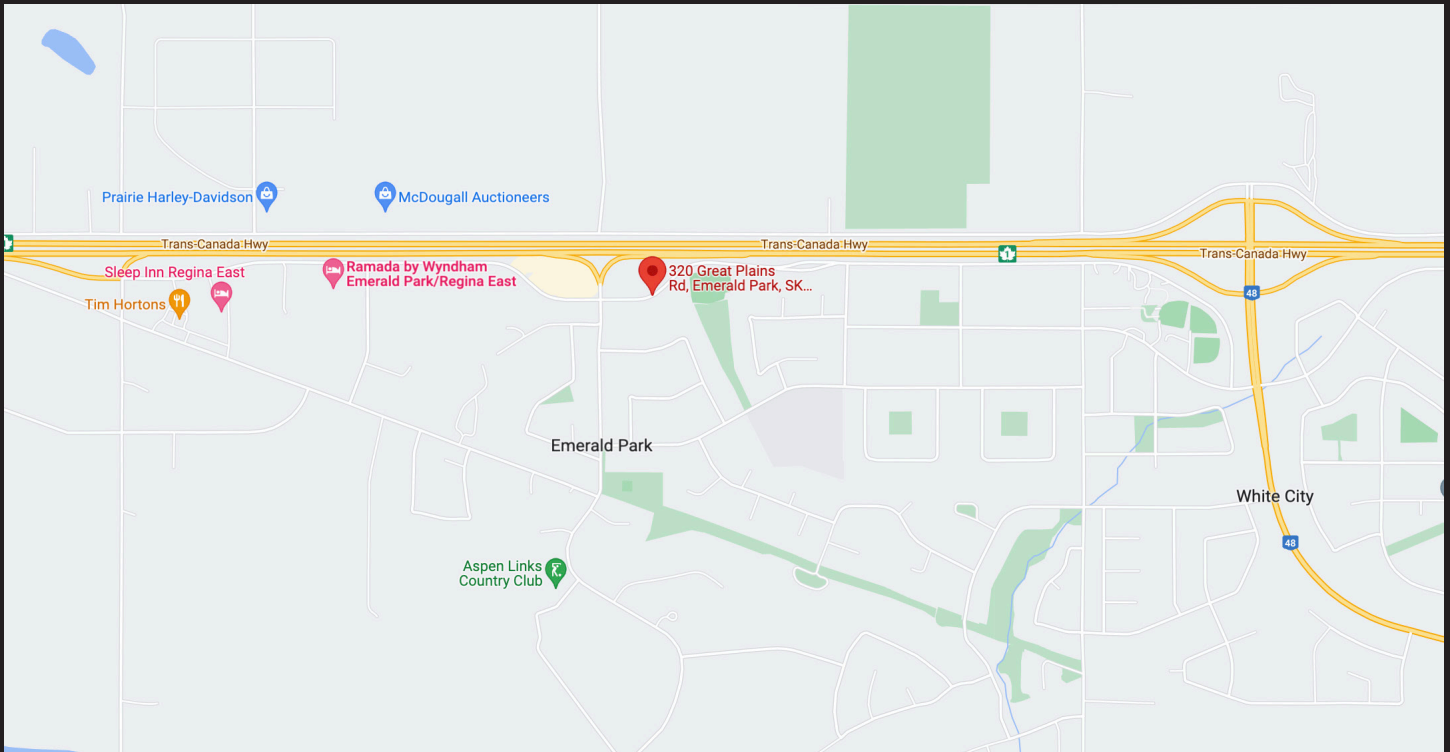 Prairie Harley-Davidson
McDougall Auctioneers
Trans-Canada Hwy
Trans-Canada Hwy
1
Trans-Canada Hwy
Sleep Inn Regina East
Ramada by Wyndham
Emerald Park/Regina East
320 Great Plains
Rd, Emerald Park, SK...
Tim Hortons
48
Emerald Park
White City
48
Aspen Links
Country Club